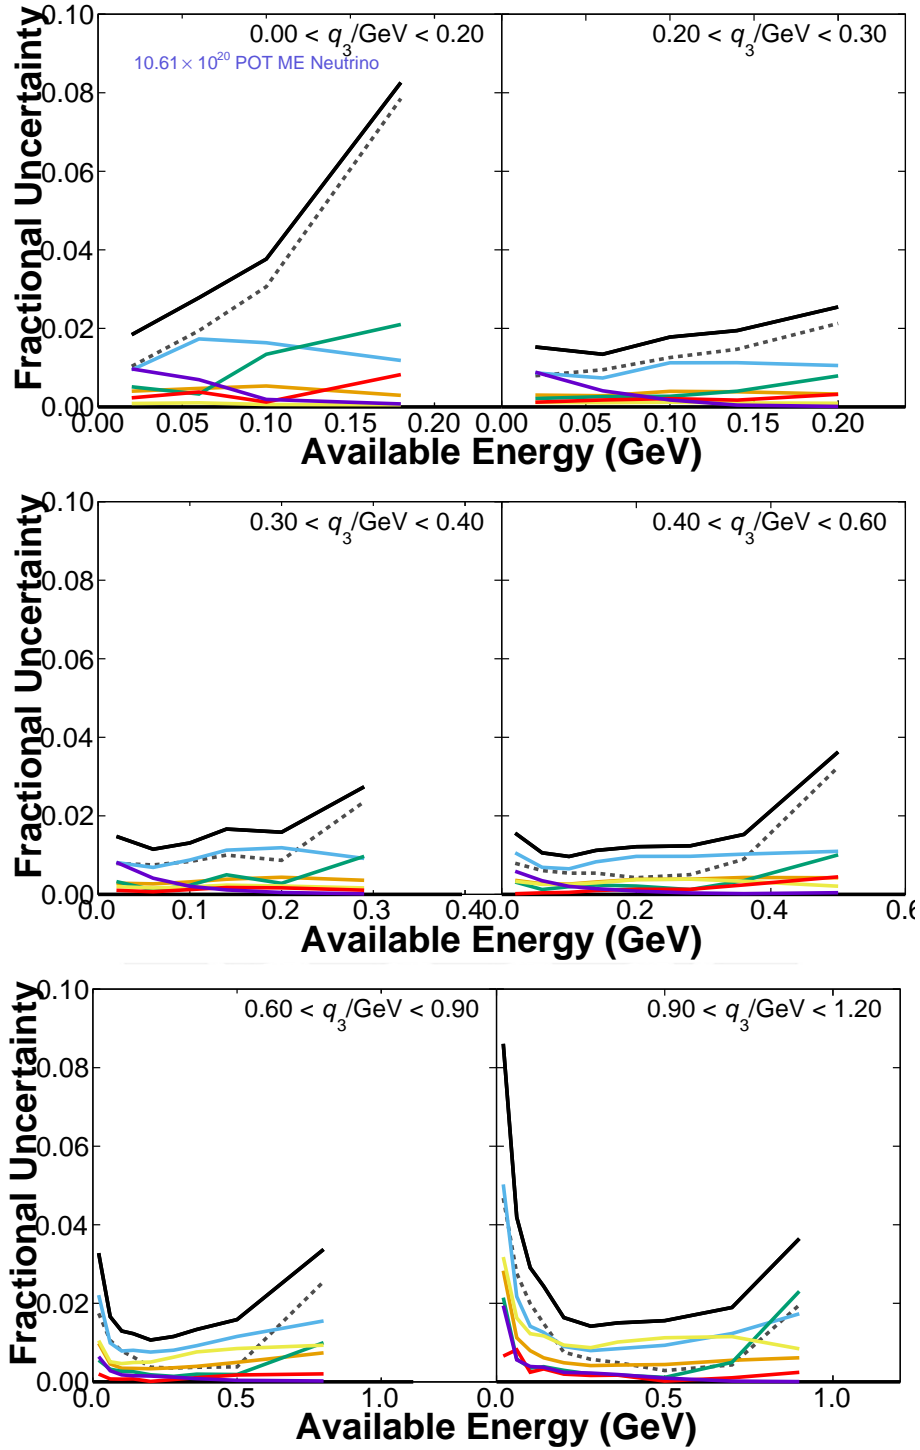 0.00 < q3/GeV < 0.20
0.20 < q3/GeV < 0.30
10.61 × 10^20 POT ME Neutrino
Fractional Uncertainty
0.10
0.08
0.06
0.04
0.02
0.00
0.00 0.05 0.10 0.15 0.20 0.00 0.05 0.10 0.15 0.20
Available Energy (GeV)
0.30 < q3/GeV < 0.40
0.40 < q3/GeV < 0.60
Fractional Uncertainty
0.10
0.08
0.06
0.04
0.02
0.00
0.0 0.1 0.2 0.3 0.4 0.0 0.2 0.4 0.6
Available Energy (GeV)
0.60 < q3/GeV < 0.90
0.90 < q3/GeV < 1.20
Fractional Uncertainty
0.10
0.08
0.06
0.04
0.02
0.00
0.0 0.5 1.0 0.0 0.5 1.0
Available Energy (GeV)